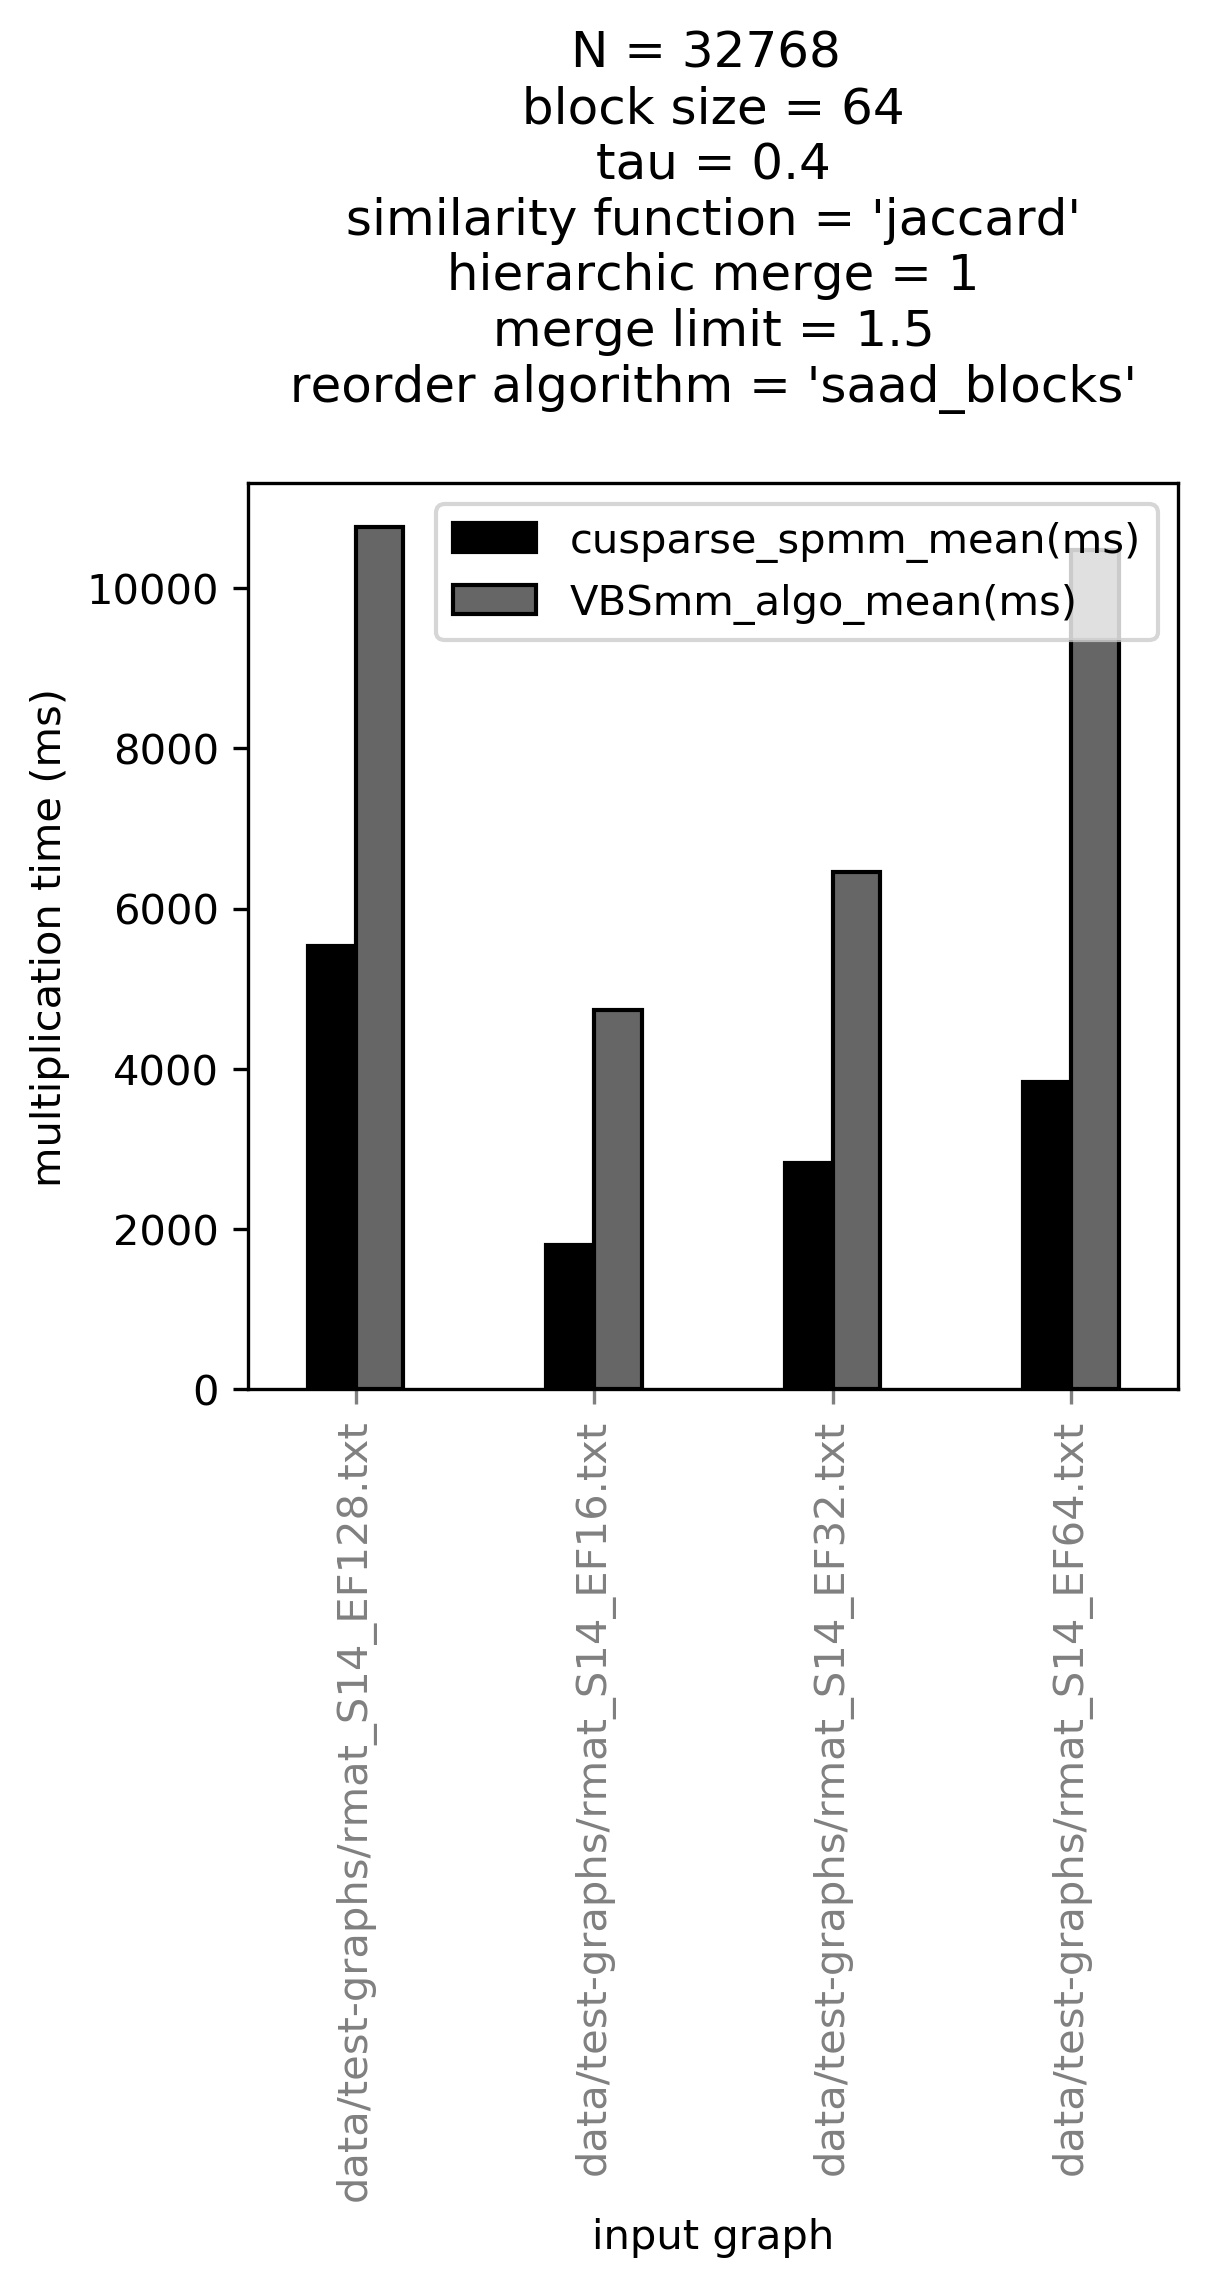 N = 32768
block size = 64
tau = 0.4
similarity function = 'jaccard'
hierarchic merge = 1
merge limit = 1.5
reorder algorithm = 'saad_blocks'
cusparse_spmm_mean(ms)
VBSmm_algo_mean(ms)
multiplication time (ms)
10000
8000
6000
4000
2000
0
data/test-graphs/rmat_S14_EF128.txt
data/test-graphs/rmat_S14_EF16.txt
data/test-graphs/rmat_S14_EF32.txt
data/test-graphs/rmat_S14_EF64.txt
input graph